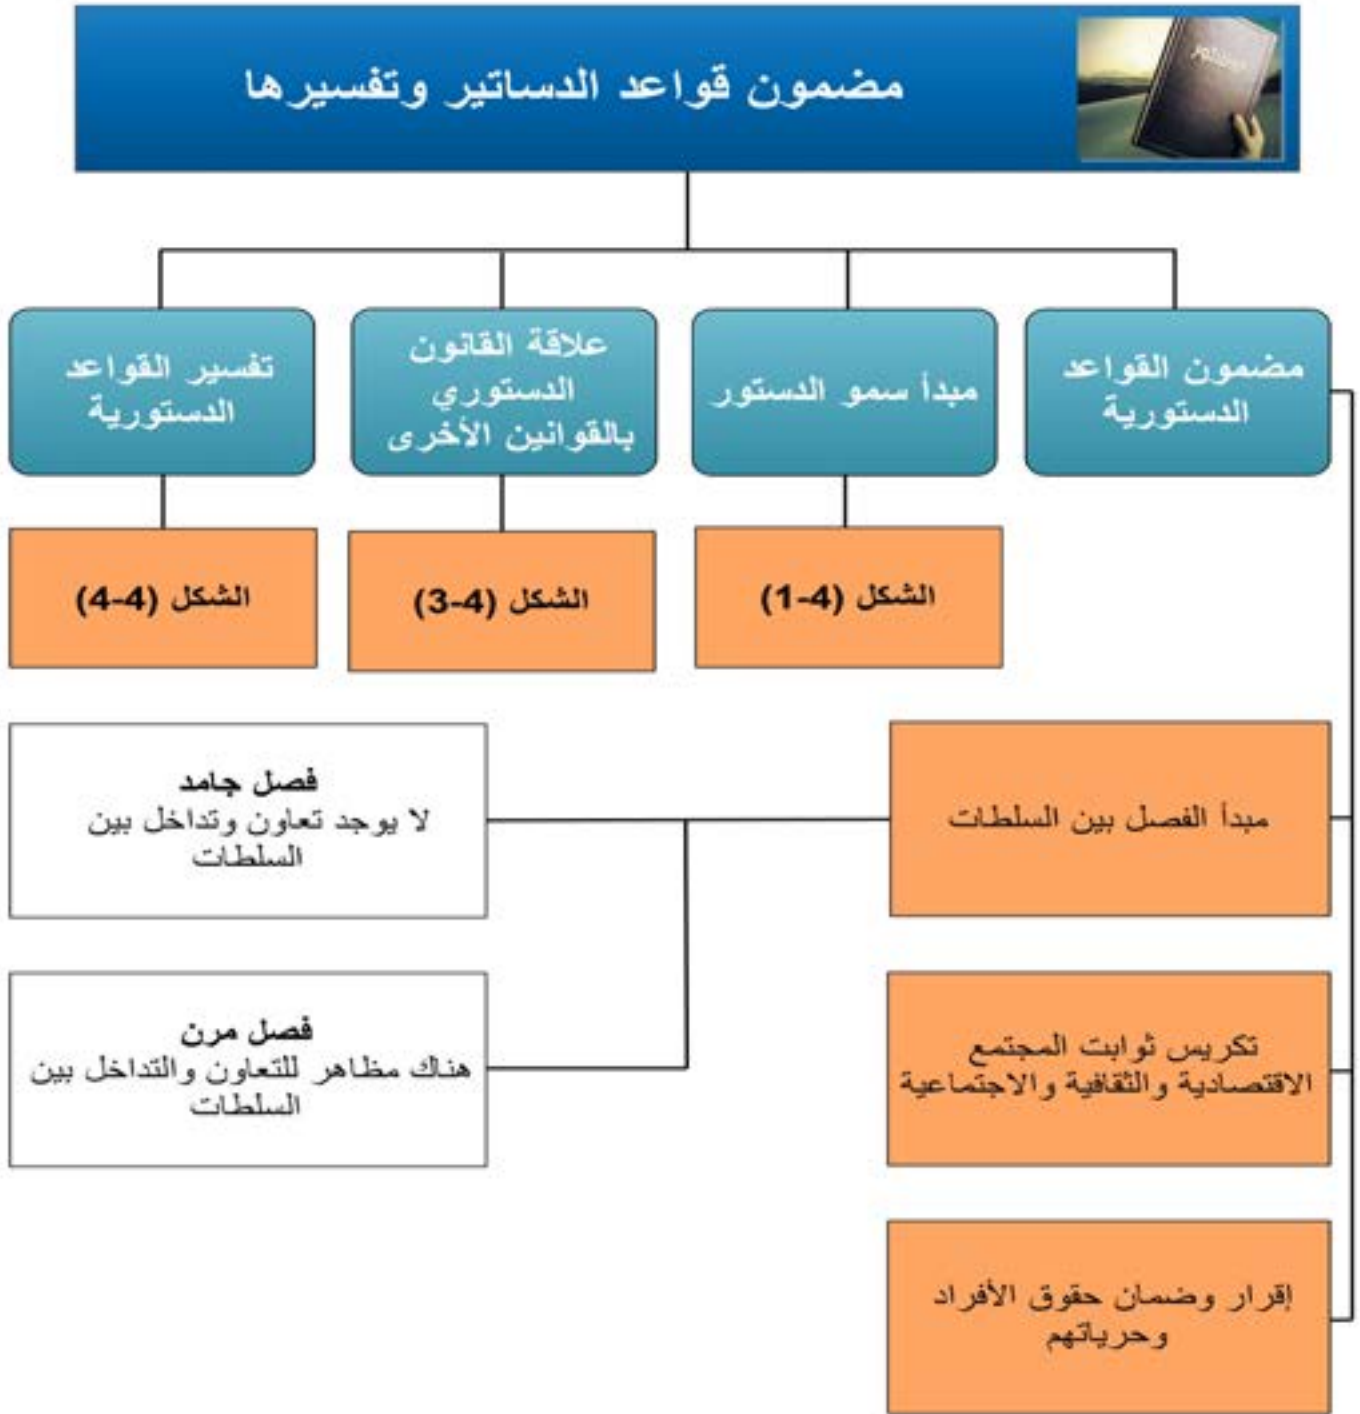 مضمون قواعد الدساتير وتفسيرها
الدستور
مضمون القواعد
الدستورية
مبدأ سمو الدستور
علاقة القانون
الدستوري
بالقوانين الأخرى
تفسير القواعد
الدستورية
الشكل (4-1)
الشكل (4-3)
الشكل (4-4)
مبدأ الفصل بين السلطات
فصل جامد
لا يوجد تعاون وتداخل بين
السلطات
فصل مرن
هناك مظاهر للتعاون والتداخل بين
السلطات
تكريس ثوابت المجتمع
الاقتصادية والثقافية والاجتماعية
إقرار وضمان حقوق الأفراد
وحرياتهم